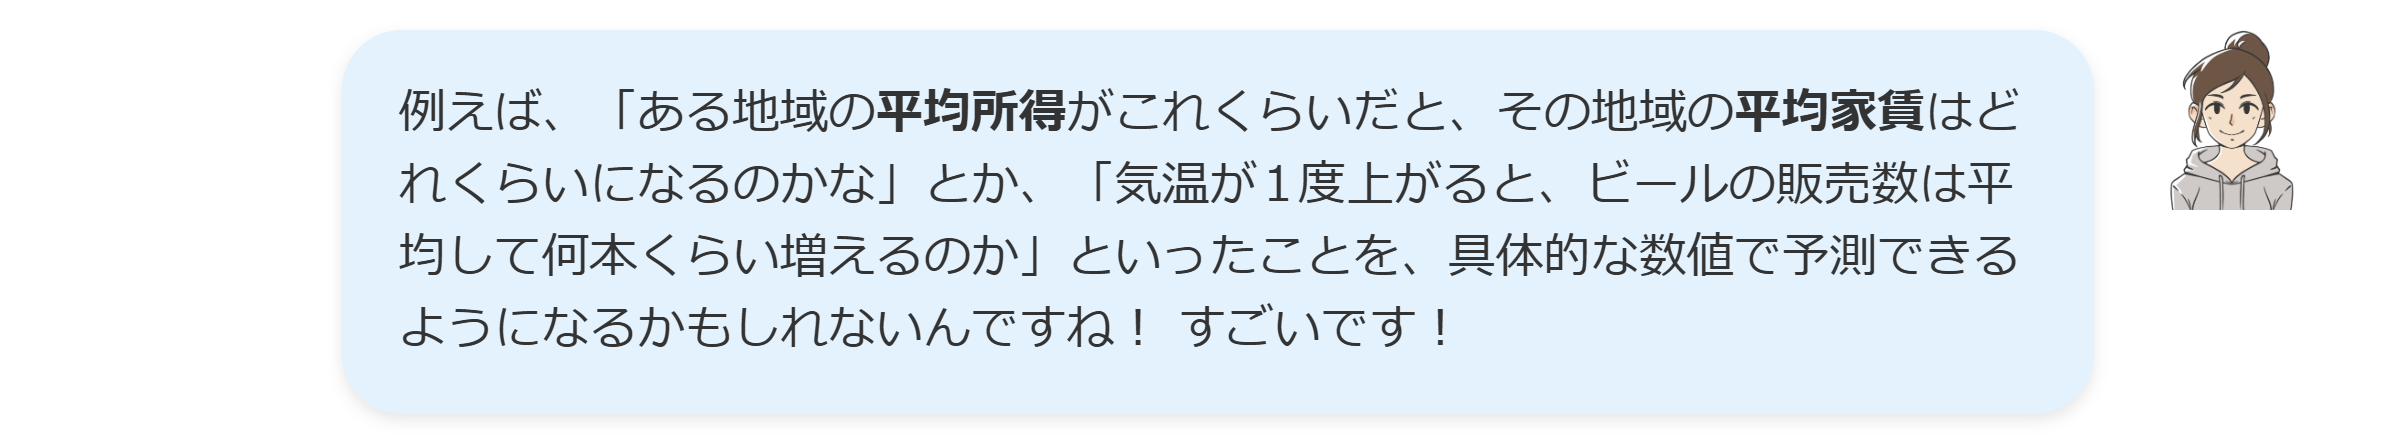 例えば、「ある地域の平均所得がこれくらいだと、その地域の平均家賃はど
れくらいになるのかな」とか、「気温が１度上がると、ビールの販売数は平
均して何本くらい増えるのか」といったことを、具体的な数値で予測できる
ようになるかもしれないんですね！ すごいです！